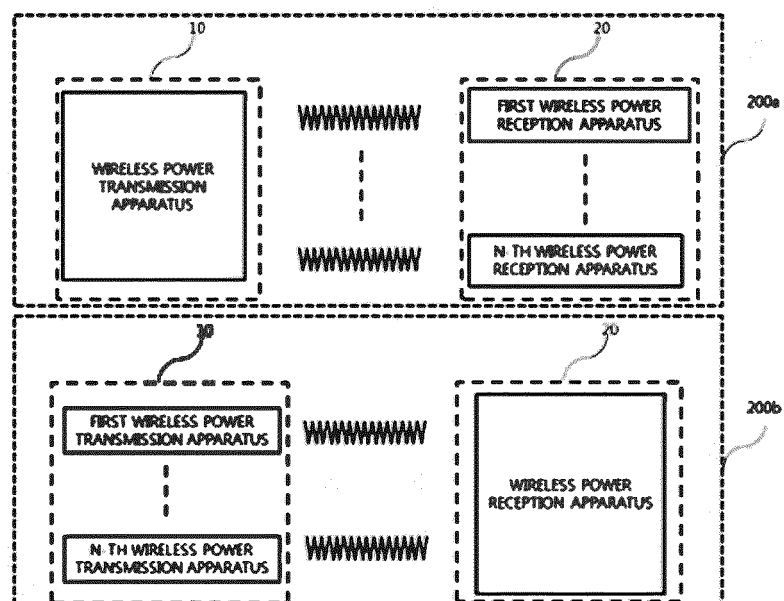 10
20
200a
WIRELESS POWER
TRANSMISSION
APPARATUS
FIRST WIRELESS POWER
RECEPTION APPARATUS
N-TH WIRELESS POWER
RECEPTION APPARATUS
10
20
200b
FIRST WIRELESS POWER
TRANSMISSION APPARATUS
N-TH WIRELESS POWER
TRANSMISSION APPARATUS
WIRELESS POWER
RECEPTION APPARATUS